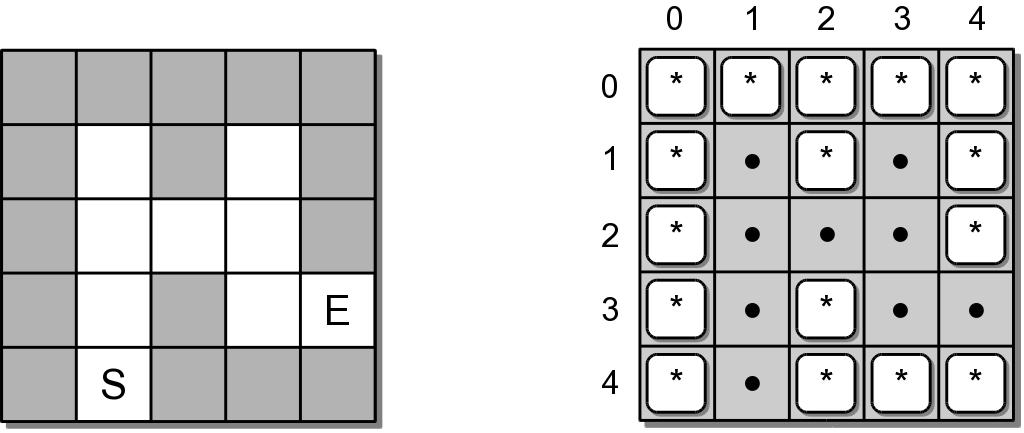 E
S
0 1 2 3 4
0 * * * * *
1 * • * • *
2 * • • • *
3 * • * • •
4 * • * * *